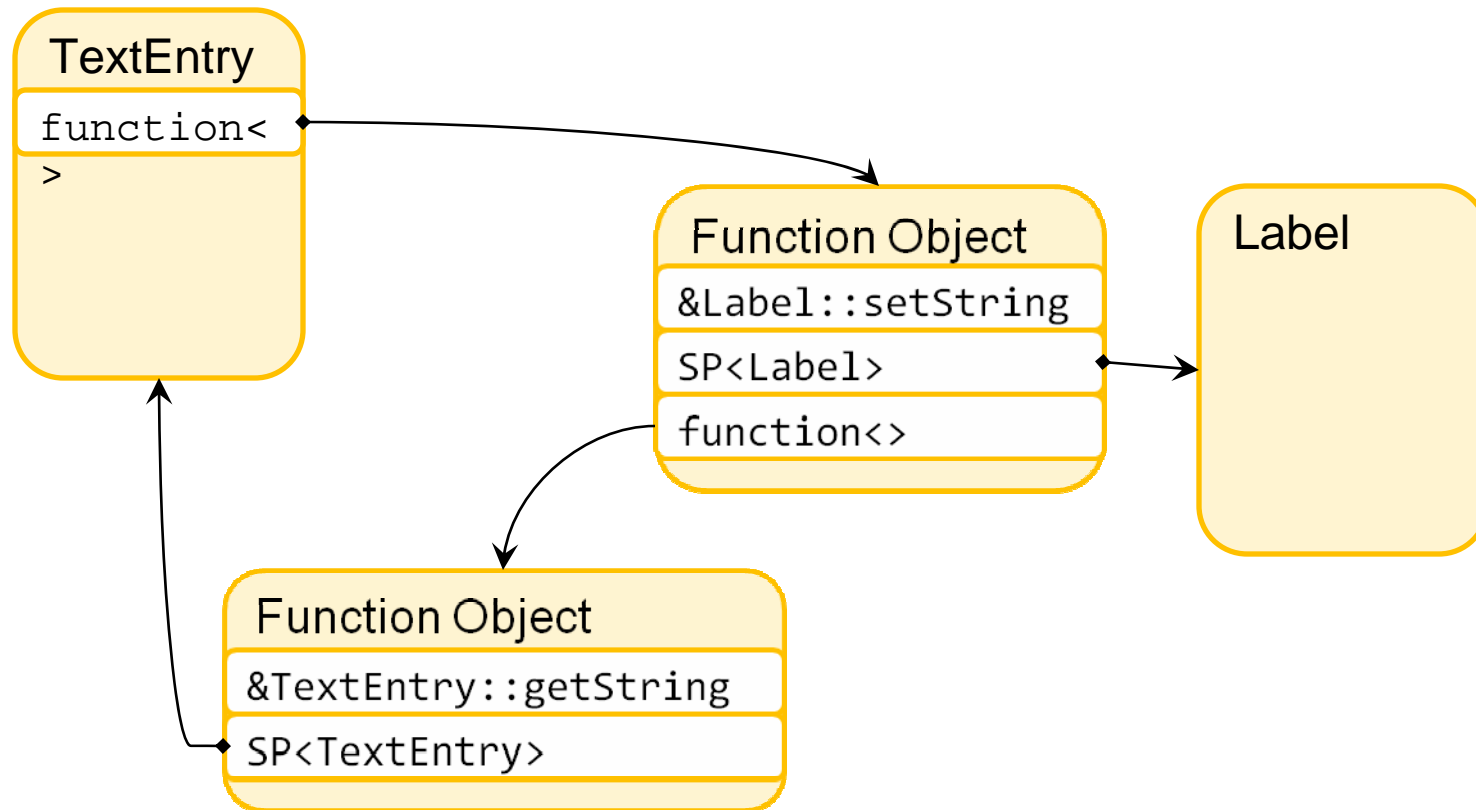 TextEntry
function<
>
Function Object
&Label::setString
SP<Label>
function<>
Label
Function Object
&TextEntry::getString
SP<TextEntry>